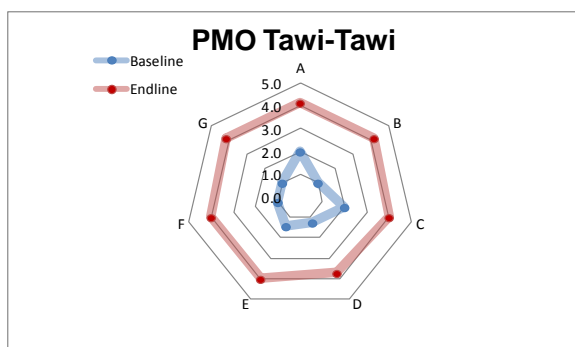 PMO Tawi-Tawi
Baseline
Endline
A
B
C
D
E
F
G
5.0
4.0
3.0
2.0
1.0
0.0